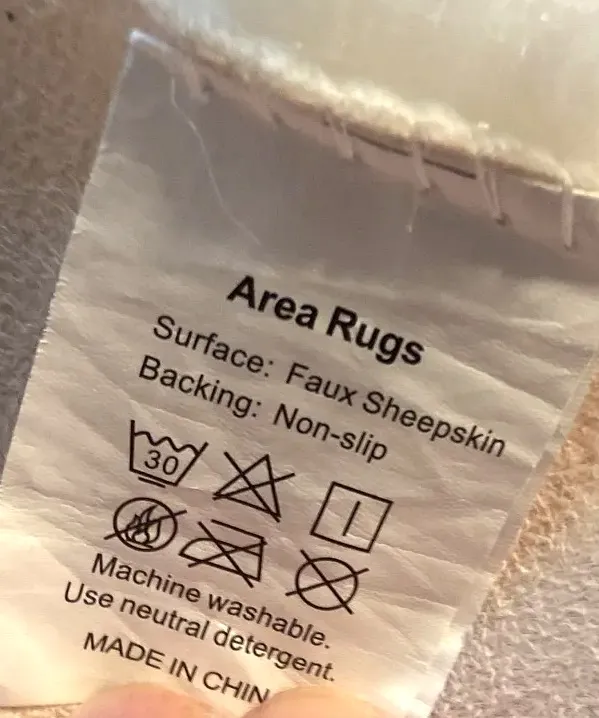 Area Rugs
Surface: Faux Sheepskin
Backing: Non-slip
30
Machine washable.
Use neutral detergent.
MADE IN CHIN